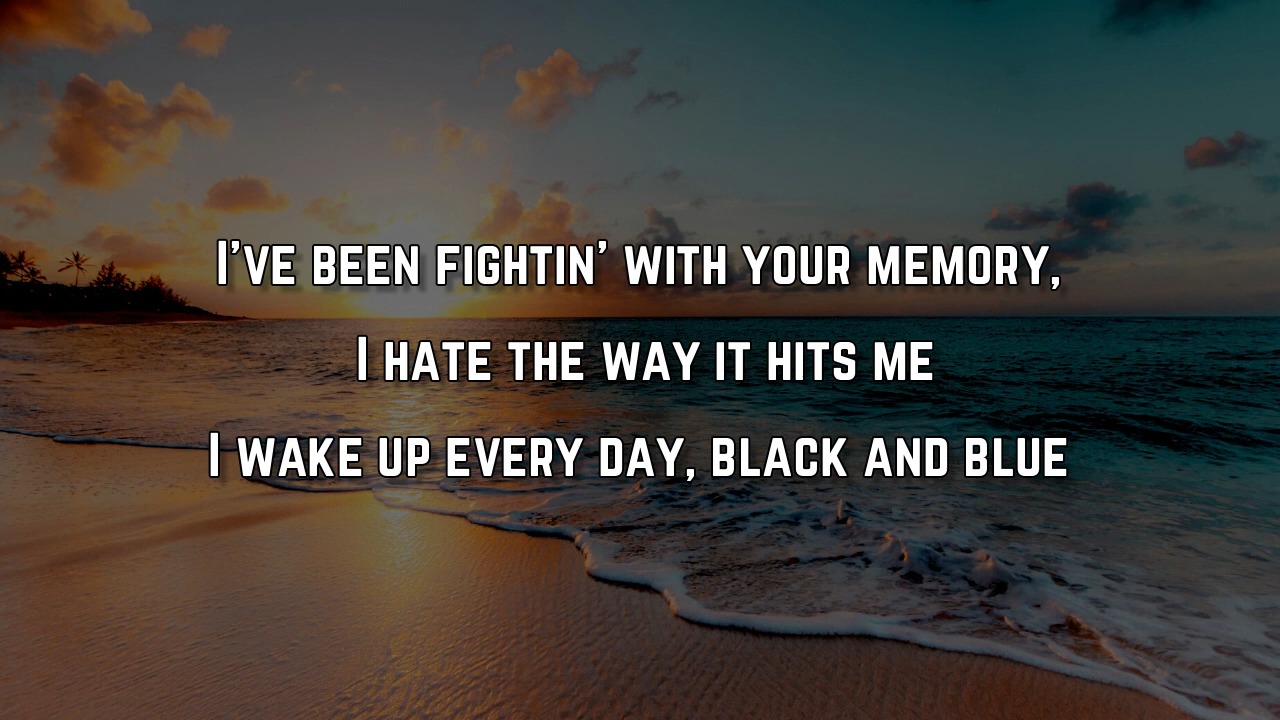 I've been fightin' with your memory,
I hate the way it hits me
I wake up every day, black and blue